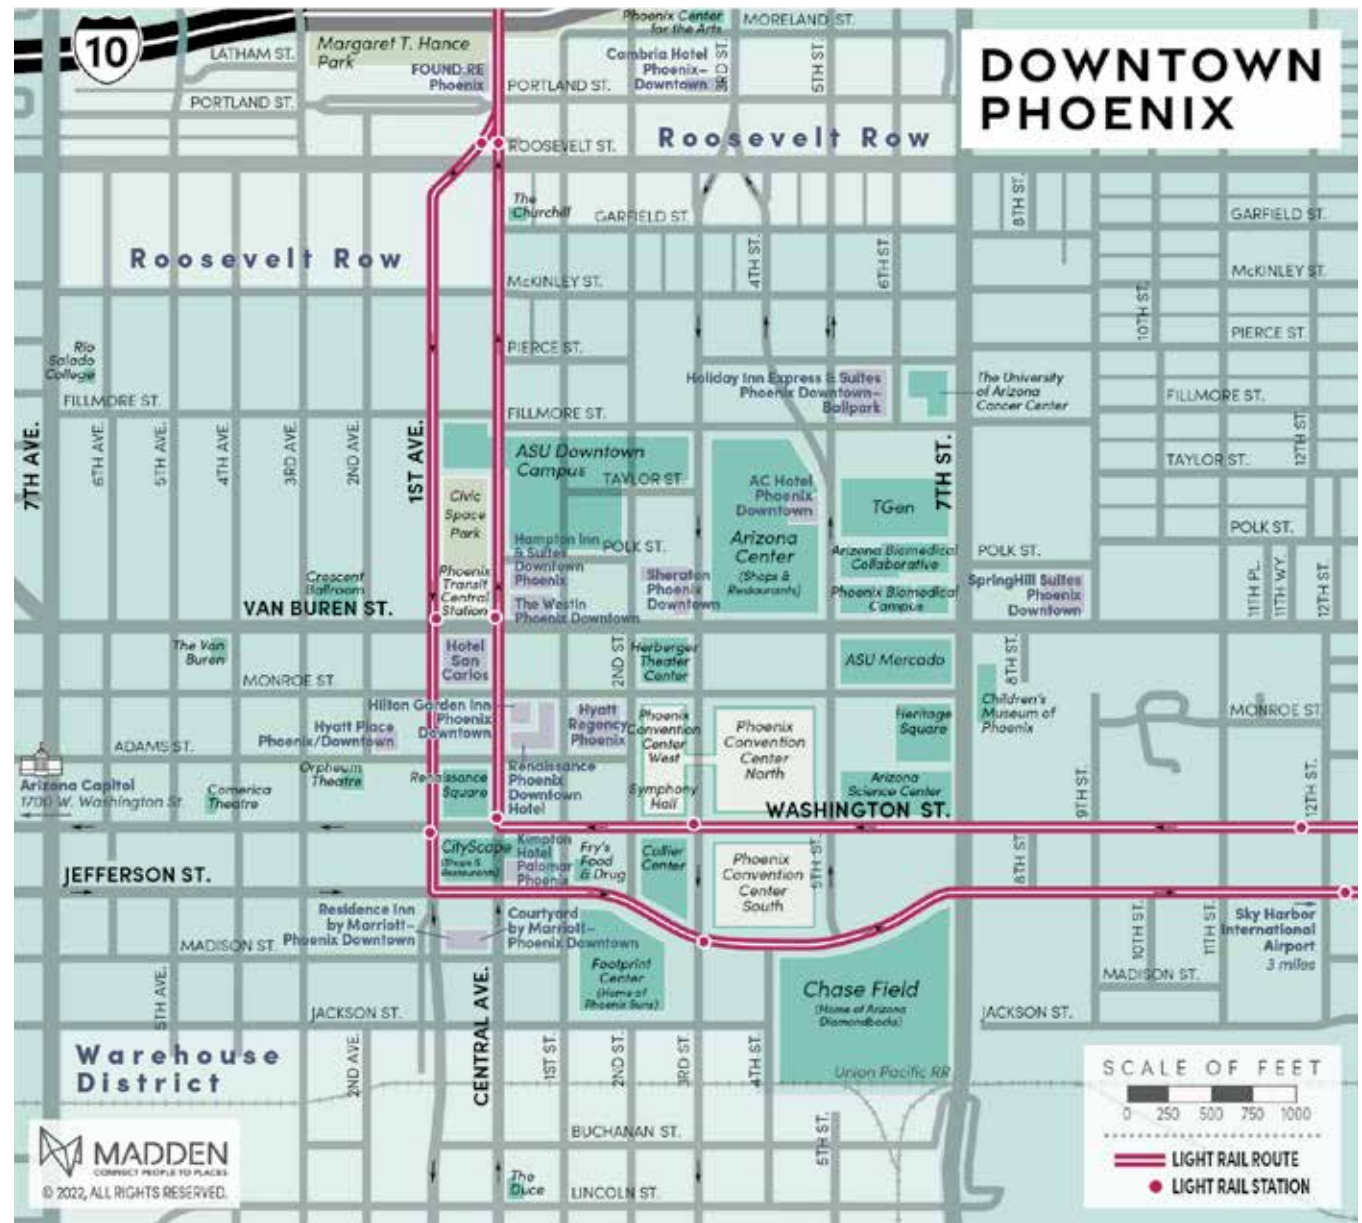 10
LATHAM ST.
Margaret T. Hance
Park
FOUND:RE
Phoenix
PORTLAND ST.
Phoenix Center
for the Arts
MORELAND ST.
Cambria Hotel
Phoenix–
Downtown
3RD ST.
5TH ST.
PORTLAND ST.
DOWNTOWN
PHOENIX
ROOSEVELT ST.
Roosevelt Row
The
Churchill
GARFIELD ST.
8TH ST.
GARFIELD ST.
Roosevelt Row
4TH ST.
6TH ST.
McKINLEY ST.
McKINLEY ST.
10TH ST.
PIERCE ST.
PIERCE ST.
Rio
Salado
College
FILLMORE ST.
Holiday Inn Express & Suites
Phoenix Downtown–
Ballpark
The University
of Arizona
Cancer Center
FILLMORE ST.
FILLMORE ST.
7TH AVE.
6TH AVE.
5TH AVE.
4TH AVE.
3RD AVE.
2ND AVE.
1ST AVE.
ASU Downtown
Campus
TAYLOR ST.
7TH ST.
12TH ST
TAYLOR ST.
Civic
Space
Park
AC Hotel
Phoenix
Downtown
TGen
Arizona
Center
(Shops &
Restaurants)
POLK ST.
Hampton Inn
& Suites
Downtown
Phoenix
POLK ST.
Arizona Biomedical
Collaborative
POLK ST.
Phoenix
Transit
Central
Station
Crescent
Ballroom
Sheraton
Phoenix
Downtown
Phoenix Biomedical
Campus
SpringHill Suites
Phoenix
Downtown
11TH PL.
11TH WY.
12TH ST.
VAN BUREN ST.
The Westin
Phoenix Downtown
The Van
Buren
Hotel
San
Carlos
2ND ST.
Herberger
Theater
Center
ASU Mercado
8TH ST.
MONROE ST.
Hilton Garden Inn
Phoenix
Downtown
Hyatt
Regency
Phoenix
Phoenix
Convention
Center
West
Phoenix
Convention
Center
North
Heritage
Square
Children's
Museum of
Phoenix
MONROE ST.
Hyatt Place
Phoenix/Downtown
ADAMS ST.
Arizona Capitol
1700 W. Washington St.
Comerica
Theatre
Orpheum
Theatre
Renaissance
Square
Renaissance
Phoenix
Downtown
Hotel
Symphony
Hall
Arizona
Science Center
9TH ST.
12TH ST.
WASHINGTON ST.
CityScape
(Shops &
Restaurants)
Kimpton
Hotel
Palomar
Phoenix
Fry's
Food
& Drug
Collier
Center
Phoenix
Convention
Center
South
5TH ST.
8TH ST.
JEFFERSON ST.
Residence Inn
by Marriott–
Phoenix Downtown
Courtyard
by Marriott–
Phoenix Downtown
10TH ST.
11TH ST.
Sky Harbor
International
Airport
3 miles
MADISON ST.
MADISON ST.
5TH AVE.
Footprint
Center
(Home of
Phoenix Suns)
Chase Field
(Home of Arizona
Diamondbacks)
JACKSON ST.
JACKSON ST.
Warehouse
District
2ND AVE.
CENTRAL AVE.
1ST ST.
2ND ST.
3RD ST.
4TH ST.
Union Pacific RR
SCALE OF FEET
0 250 500 750 1000
BUCHANAN ST.
5TH ST.
MADDEN
CONNECT PEOPLE TO PLACES
© 2022, ALL RIGHTS RESERVED.
The
Duce
LINCOLN ST.
LIGHT RAIL ROUTE
LIGHT RAIL STATION